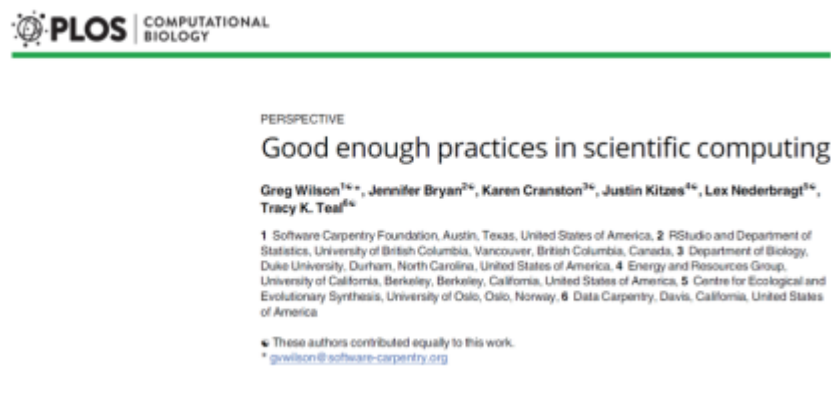 PLOS COMPUTATIONAL
BIOLOGY
PERSPECTIVE
Good enough practices in scientific computing
Greg Wilson1☯*, Jennifer Bryan2☯, Karen Cranston3☯, Justin Kitzes4☯, Lex Nederbragt5☯,
Tracy K. Teal6☯
1 Software Carpentry Foundation, Austin, Texas, United States of America, 2 RStudio and Department of
Statistics, University of British Columbia, Vancouver, British Columbia, Canada, 3 Department of Biology,
Duke University, Durham, North Carolina, United States of America, 4 Energy and Resources Group,
University of California, Berkeley, Berkeley, California, United States of America, 5 Centre for Ecological and
Evolutionary Synthesis, University of Oslo, Oslo, Norway, 6 Data Carpentry, Davis, California, United States
of America
☯ These authors contributed equally to this work.
* gvwilson@software-carpentry.org